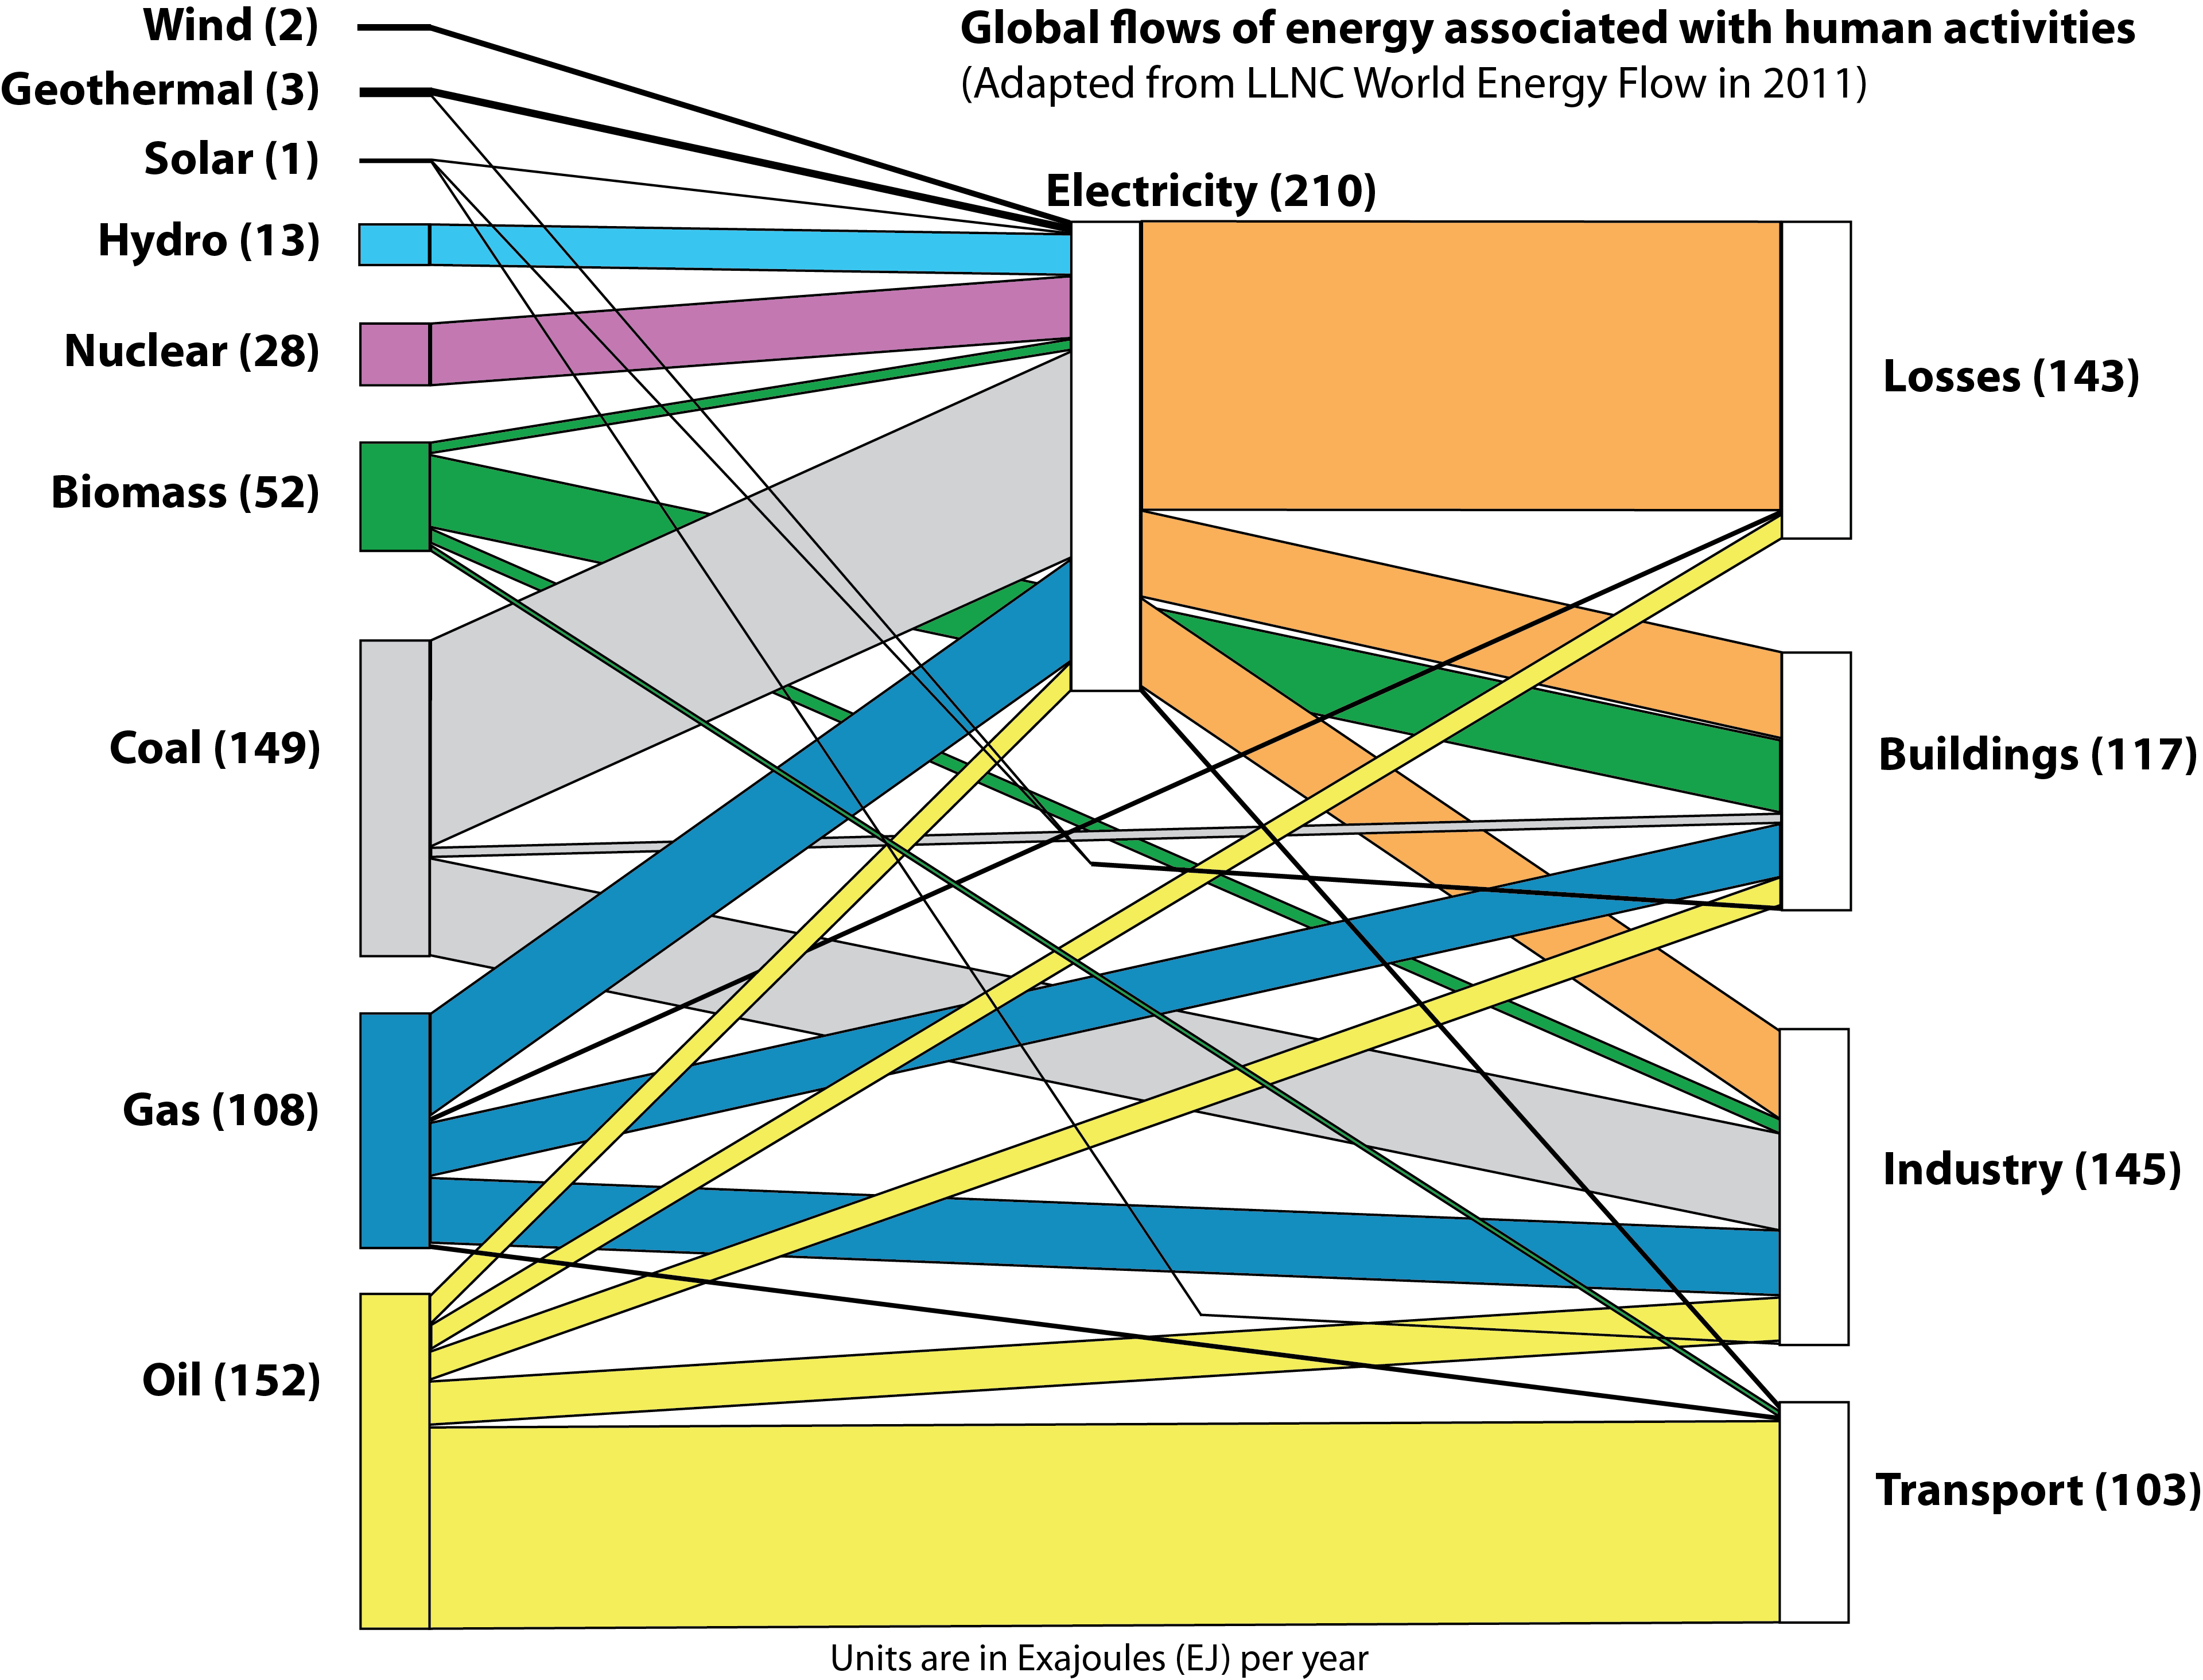 Global flows of energy associated with human activities
(Adapted from LLNC World Energy Flow in 2011)
Wind (2)
Geothermal (3)
Solar (1)
Hydro (13)
Nuclear (28)
Biomass (52)
Coal (149)
Gas (108)
Oil (152)
Electricity (210)
Losses (143)
Buildings (117)
Industry (145)
Transport (103)
Units are in Exajoules (EJ) per year